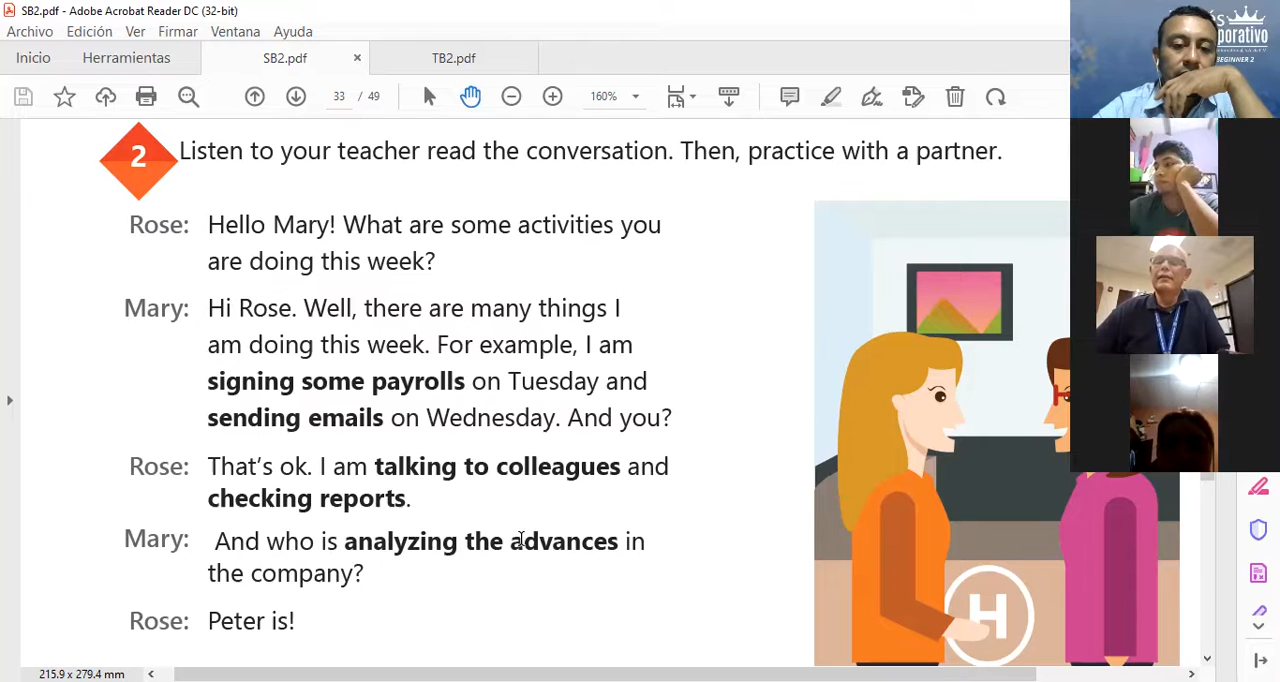 SB2.pdf - Adobe Acrobat Reader DC (32-bit)
Archivo Edición Ver Firmar Ventana Ayuda
Inicio Herramientas SB2.pdf × TB2.pdf
33 / 49 160%
2 Listen to your teacher read the conversation. Then, practice with a partner.
Rose: Hello Mary! What are some activities you
are doing this week?
Mary: Hi Rose. Well, there are many things I
am doing this week. For example, I am
signing some payrolls on Tuesday and
sending emails on Wednesday. And you?
Rose: That's ok. I am talking to colleagues and
checking reports.
Mary: And who is analyzing the advances in
the company?
Rose: Peter is!
H
215.9 x 279.4 mm
BEGINNER 2